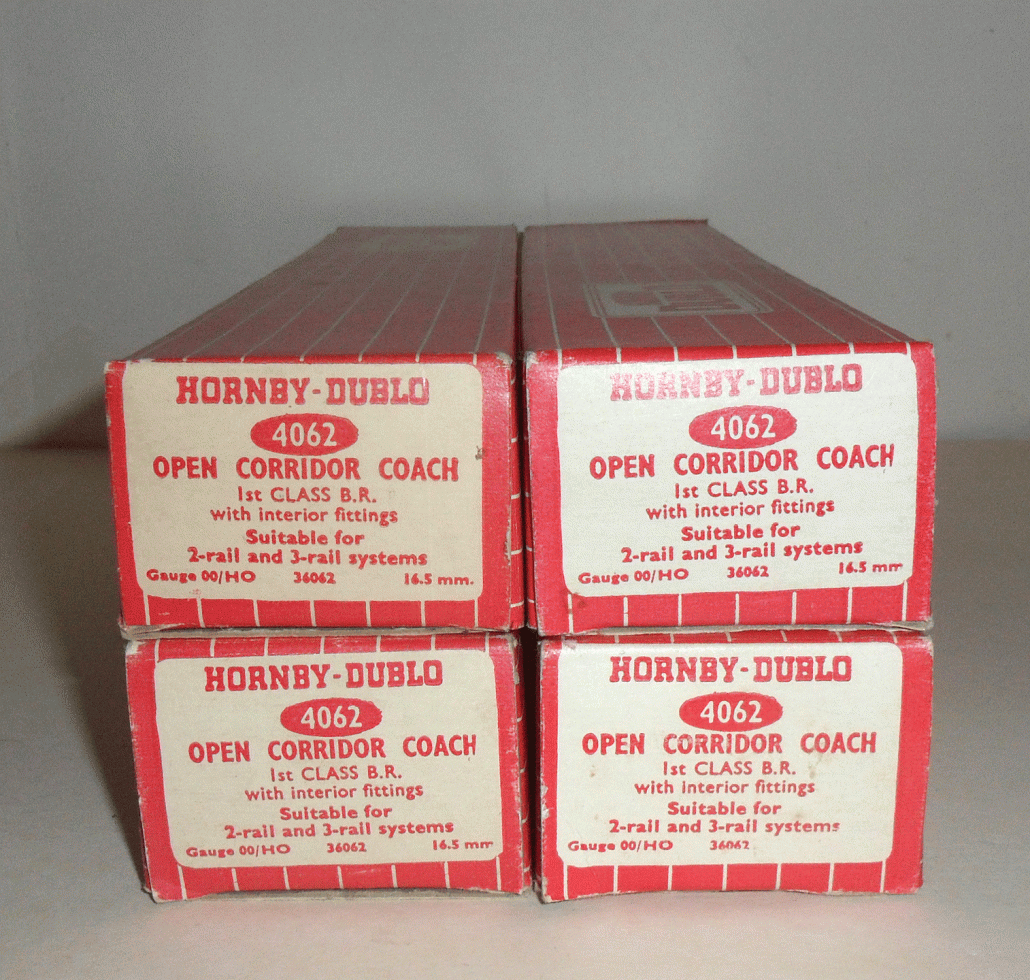 HORNBY-DUBLO
4062
OPEN CORRIDOR COACH
1st CLASS B.R.
with interior fittings
Suitable for
2-rail and 3-rail systems
Gauge 00/HO 36062 16.5 mm.
HORNBY-DUBLO
4062
OPEN CORRIDOR COACH
1st CLASS B.R.
with interior fittings
Suitable for
2-rail and 3-rail systems
Gauge 00/HO 36062 16.5 mm
HORNBY-DUBLO
4062
OPEN CORRIDOR COACH
1st CLASS B.R.
with interior fittings
Suitable for
2-rail and 3-rail systems
Gauge 00/HO 36062 16.5 mm
HORNBY-DUBLO
4062
OPEN CORRIDOR COACH
1st CLASS B.R.
with interior fittings
Suitable for
2-rail and 3-rail systems
Gauge 00/HO 36062